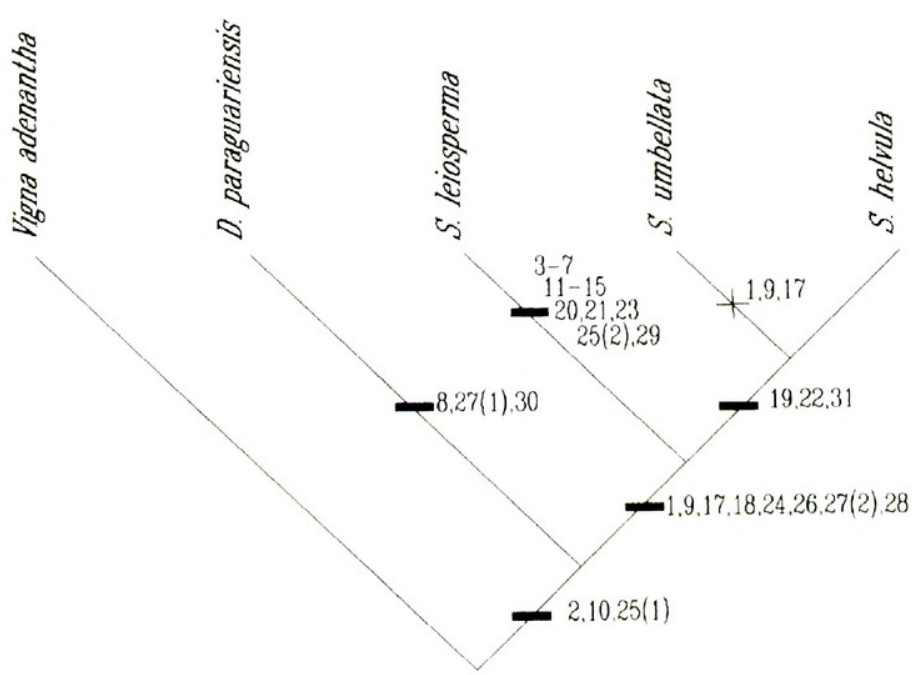 Vigna adenantha
D. paraguariensis
S. leiosperma
S. umbellata
S. helvula
3-7
11-15
20,21,23
25(2),29
1,9,17
8,27(1),30
19,22,31
1,9,17,18,24,26,27(2),28
2,10,25(1)